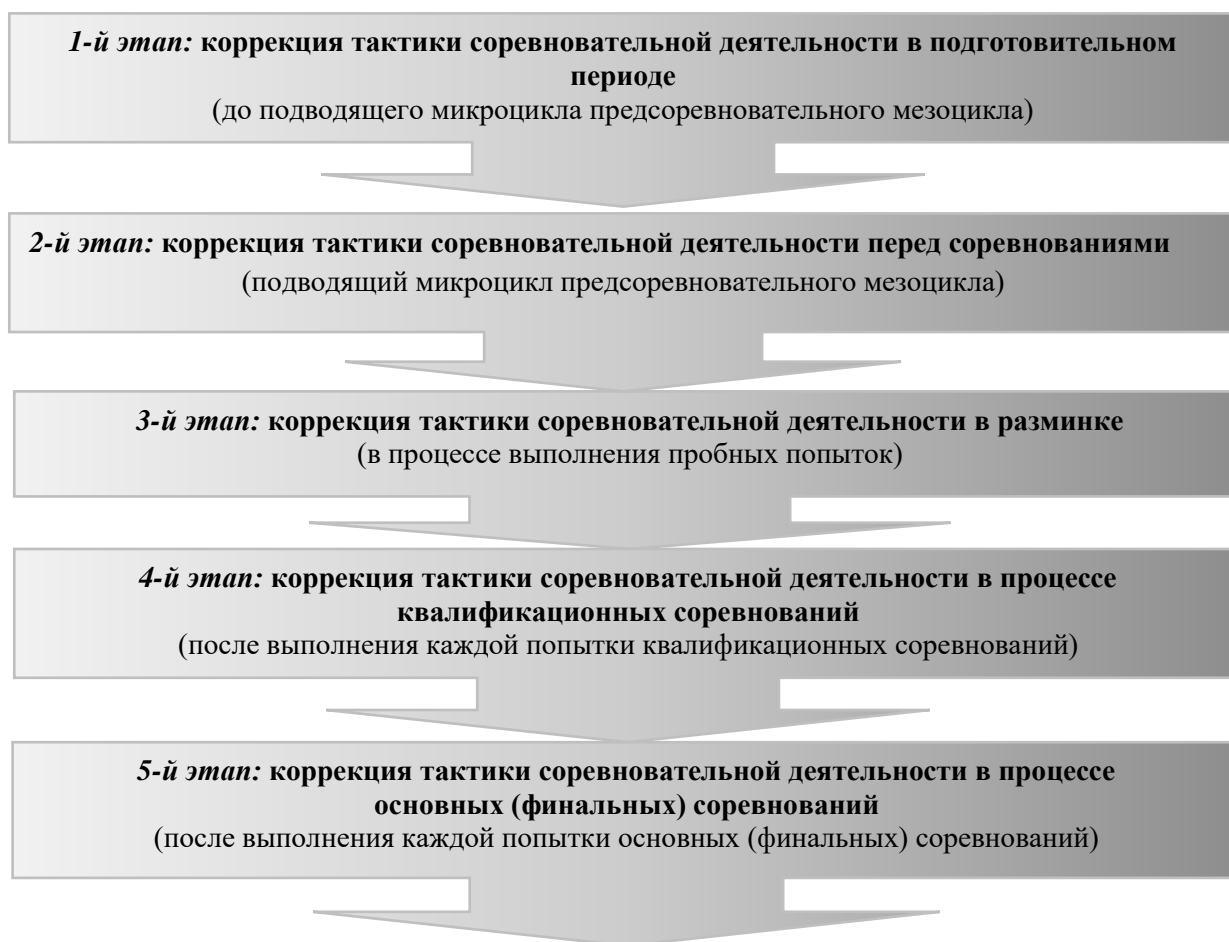 1-й этап: коррекция тактики соревновательной деятельности в подготовительном
периоде
(до подводящего микроцикла предсоревновательного мезоцикла)
2-й этап: коррекция тактики соревновательной деятельности перед соревнованиями
(подводящий микроцикл предсоревновательного мезоцикла)
3-й этап: коррекция тактики соревновательной деятельности в разминке
(в процессе выполнения пробных попыток)
4-й этап: коррекция тактики соревновательной деятельности в процессе
квалификационных соревнований
(после выполнения каждой попытки квалификационных соревнований)
5-й этап: коррекция тактики соревновательной деятельности в процессе
основных (финальных) соревнований
(после выполнения каждой попытки основных (финальных) соревнований)